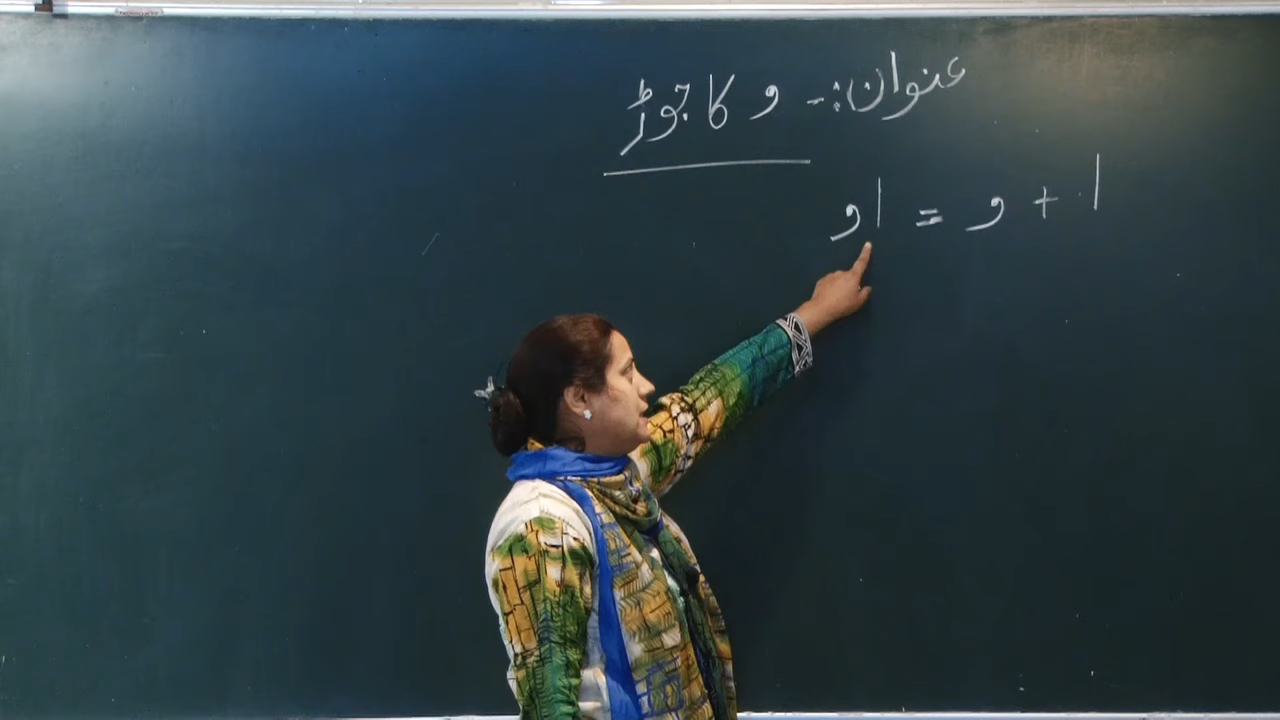 عنوان:- و کا جوڑ
ا + و = او